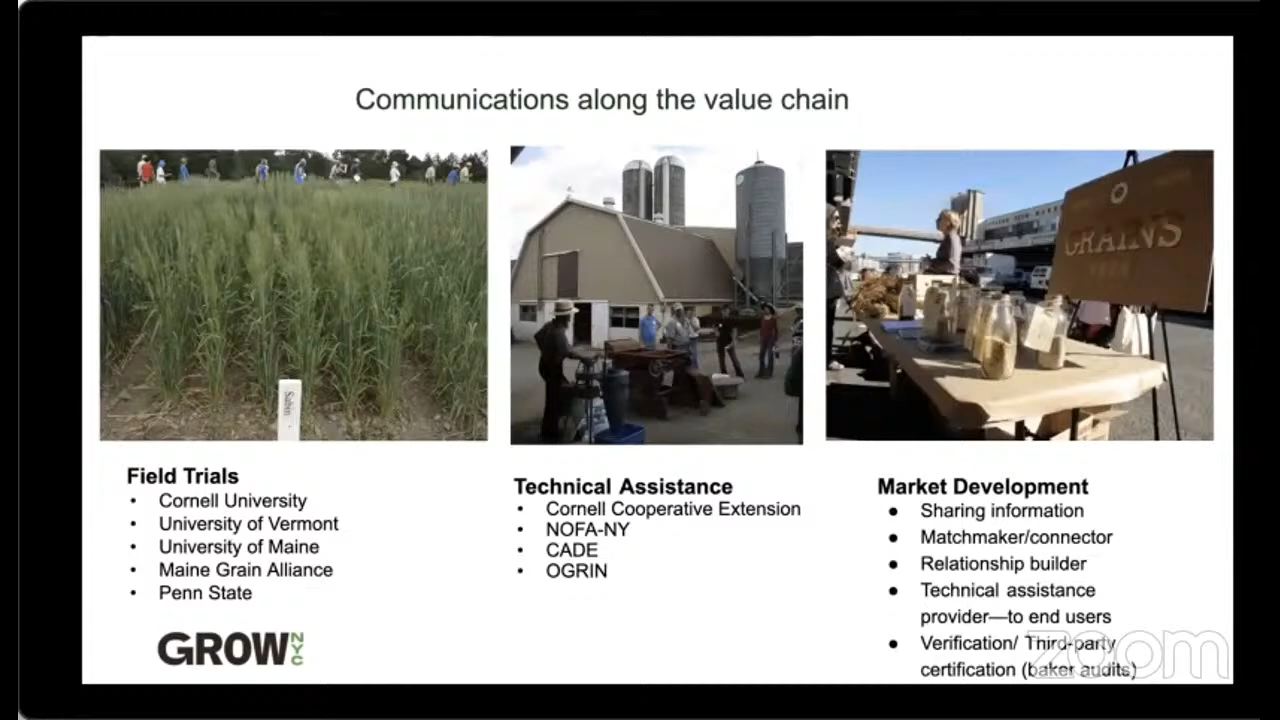 Communications along the value chain
Sabin
GRAINS
Field Trials
• Cornell University
• University of Vermont
• University of Maine
• Maine Grain Alliance
• Penn State
GROWNYC
Technical Assistance
• Cornell Cooperative Extension
• NOFA-NY
• CADE
• OGRIN
Market Development
● Sharing information
● Matchmaker/connector
● Relationship builder
● Technical assistance
provider—to end users
● Verification/ Third-party
certification (baker audits)
zoom